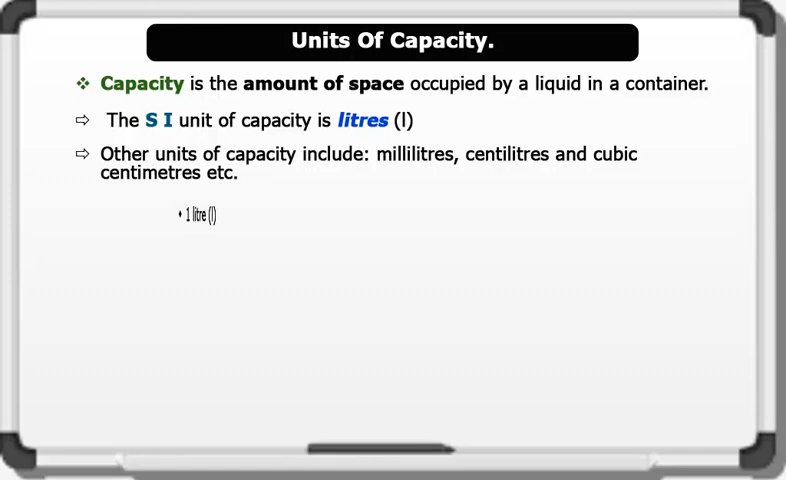 Units Of Capacity.
❖ Capacity is the amount of space occupied by a liquid in a container.
⇨ The S I unit of capacity is litres (l)
⇨ Other units of capacity include: millilitres, centilitres and cubic
centimetres etc.
♦ 1 litre (l)